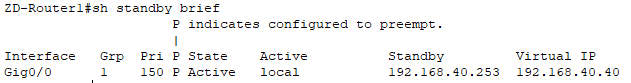 ZD-Router1#sh standby brief
P indicates configured to preempt.
|
Interface Grp Pri P State Active Standby Virtual IP
Gig0/0 1 150 P Active local 192.168.40.253 192.168.40.40